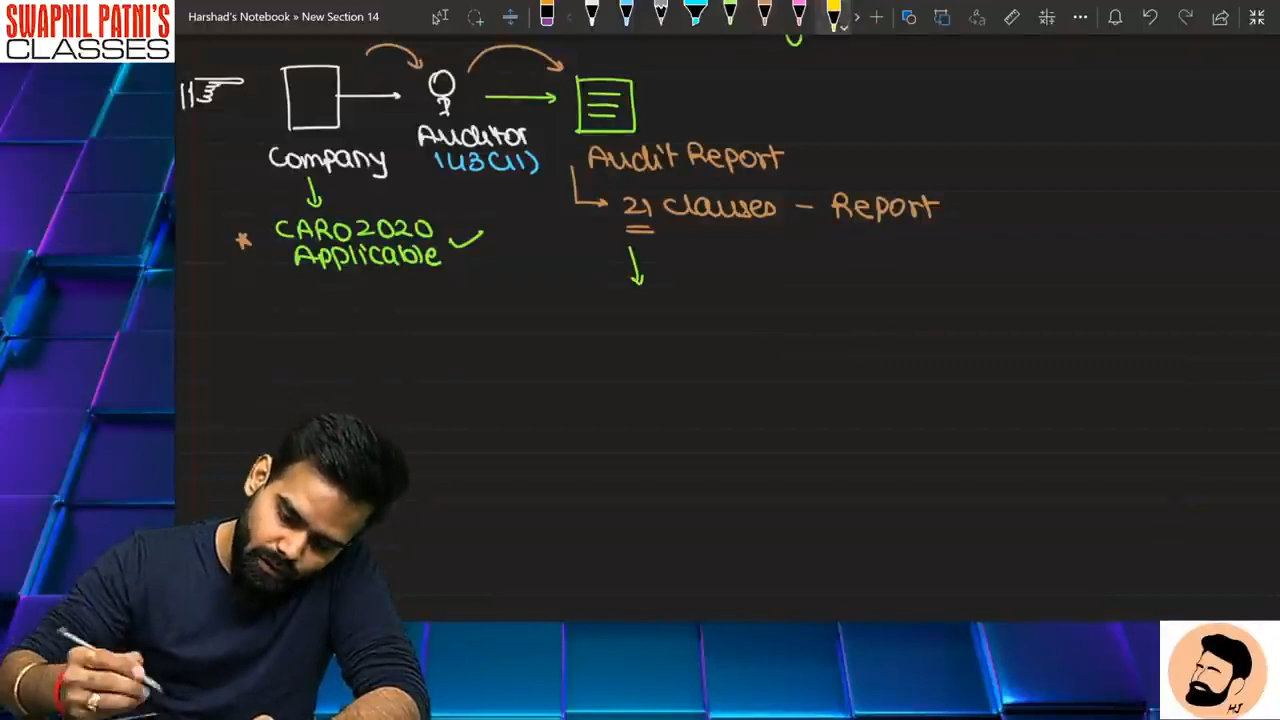 SWAPNIL PATNI'S
CLASSES
Harshad's Notebook » New Section 14
Company
Auditor
143(11)
Audit Report
21 clauses - Report
* CARO 2020
Applicable ✓
HJ